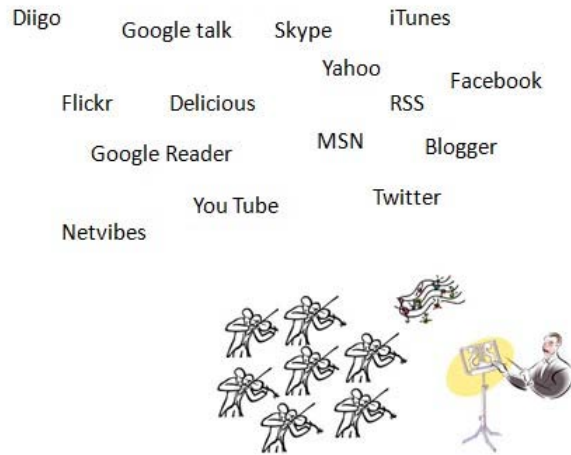 Diigo
Google talk
Skype
iTunes
Yahoo
Facebook
Flickr
Delicious
RSS
Google Reader
MSN
Blogger
You Tube
Twitter
Netvibes